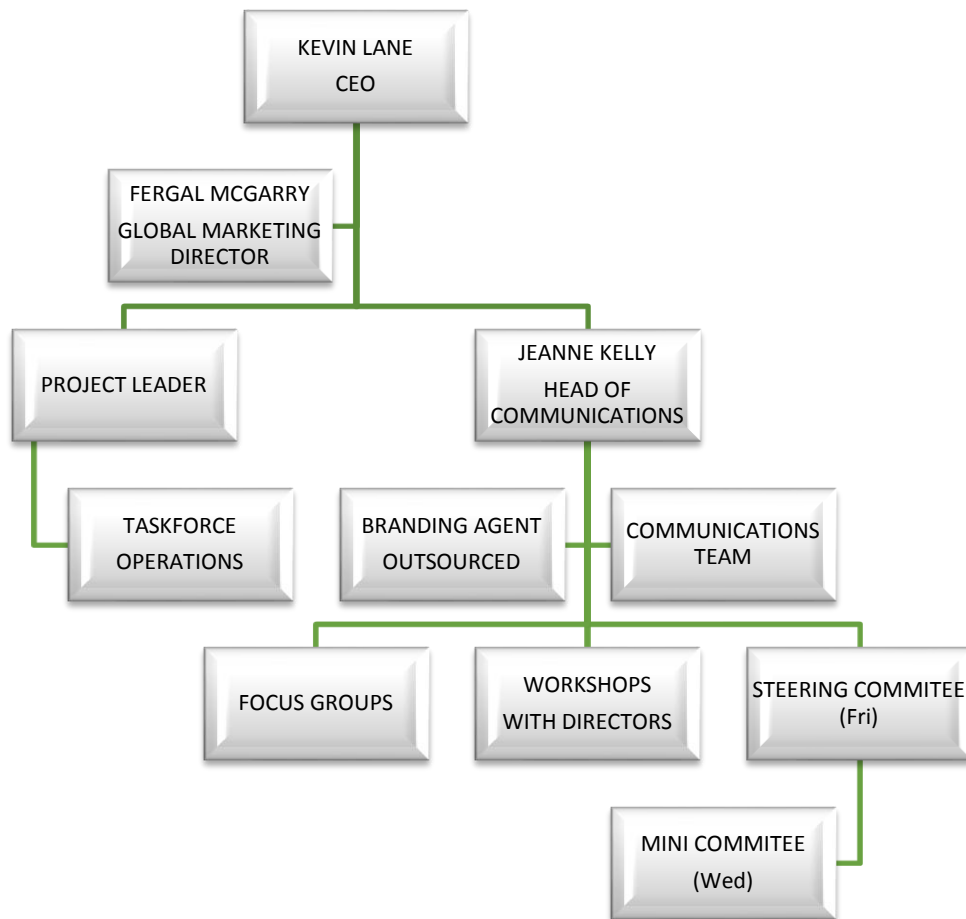 KEVIN LANE
CEO
FERGAL MCGARRY
GLOBAL MARKETING
DIRECTOR
PROJECT LEADER
JEANNE KELLY
HEAD OF
COMMUNICATIONS
TASKFORCE
OPERATIONS
BRANDING AGENT
OUTSOURCED
COMMUNICATIONS
TEAM
FOCUS GROUPS
WORKSHOPS
WITH DIRECTORS
STEERING COMMITEE
(Fri)
MINI COMMITEE
(Wed)